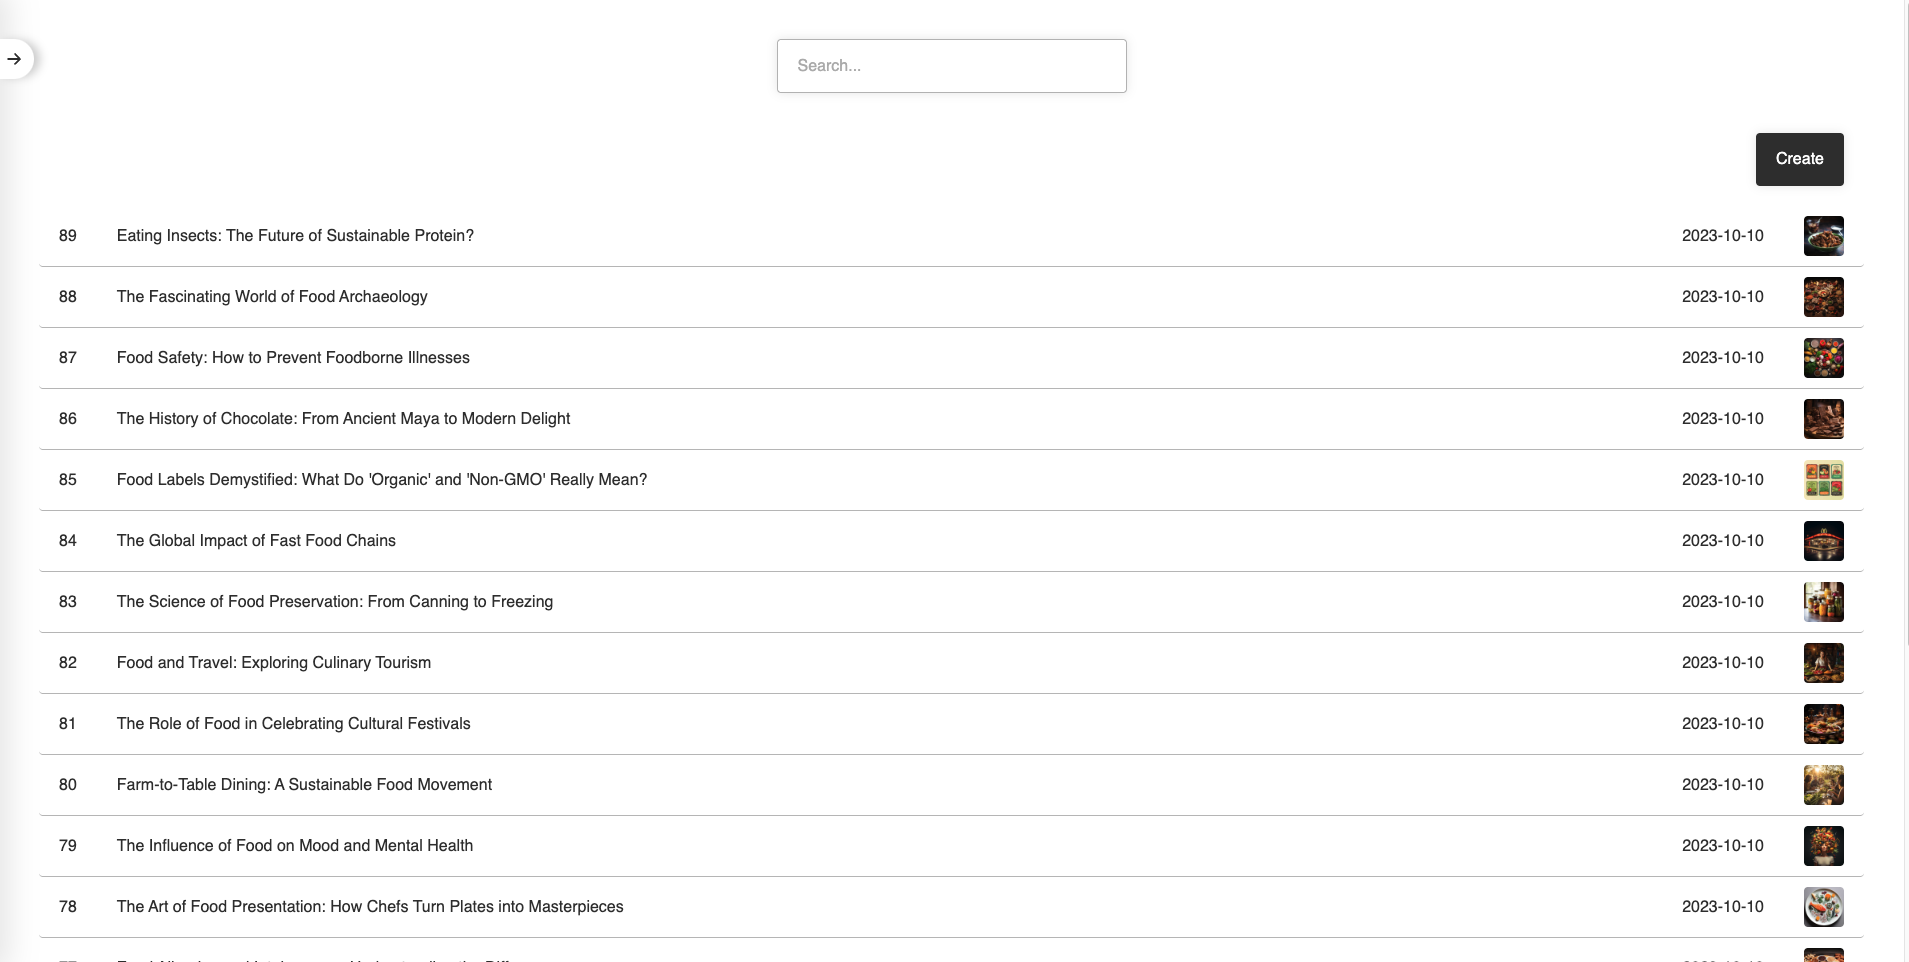 Search...
Create
89 Eating Insects: The Future of Sustainable Protein? 2023-10-10
88 The Fascinating World of Food Archaeology 2023-10-10
87 Food Safety: How to Prevent Foodborne Illnesses 2023-10-10
86 The History of Chocolate: From Ancient Maya to Modern Delight 2023-10-10
85 Food Labels Demystified: What Do 'Organic' and 'Non-GMO' Really Mean? 2023-10-10
84 The Global Impact of Fast Food Chains 2023-10-10
83 The Science of Food Preservation: From Canning to Freezing 2023-10-10
82 Food and Travel: Exploring Culinary Tourism 2023-10-10
81 The Role of Food in Celebrating Cultural Festivals 2023-10-10
80 Farm-to-Table Dining: A Sustainable Food Movement 2023-10-10
79 The Influence of Food on Mood and Mental Health 2023-10-10
78 The Art of Food Presentation: How Chefs Turn Plates into Masterpieces 2023-10-10